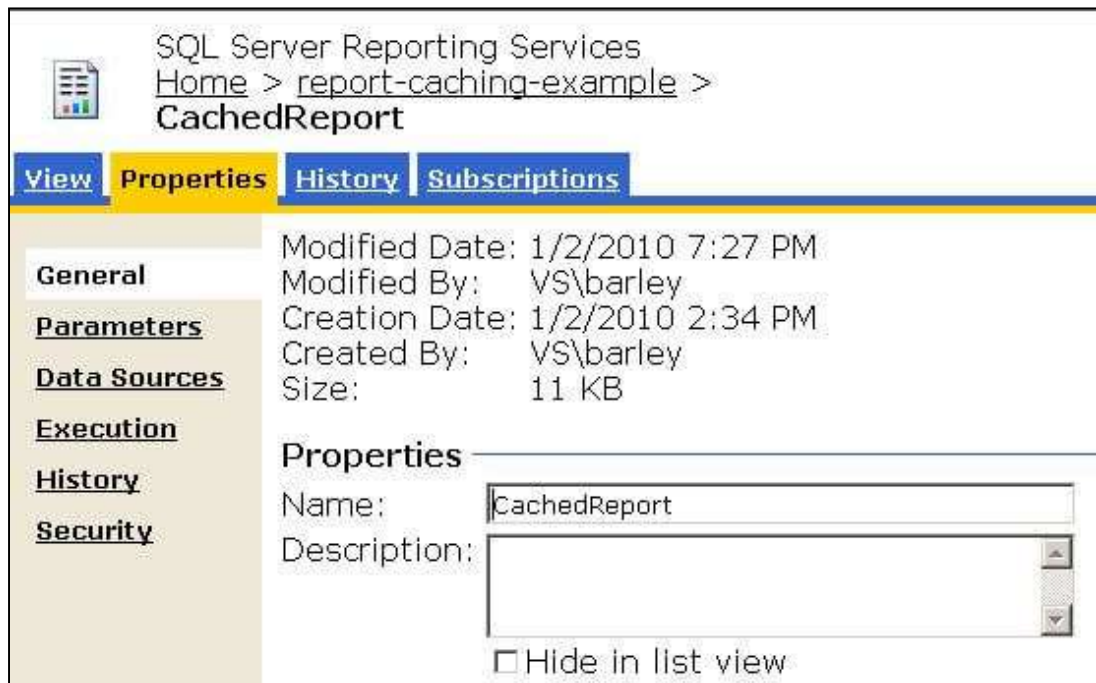 SQL Server Reporting Services
Home > report-caching-example >
CachedReport
View Properties History Subscriptions
General
Parameters
Data Sources
Execution
History
Security
Modified Date: 1/2/2010 7:27 PM
Modified By: VS\barley
Creation Date: 1/2/2010 2:34 PM
Created By: VS\barley
Size: 11 KB
Properties
Name: CachedReport
Description:
Hide in list view